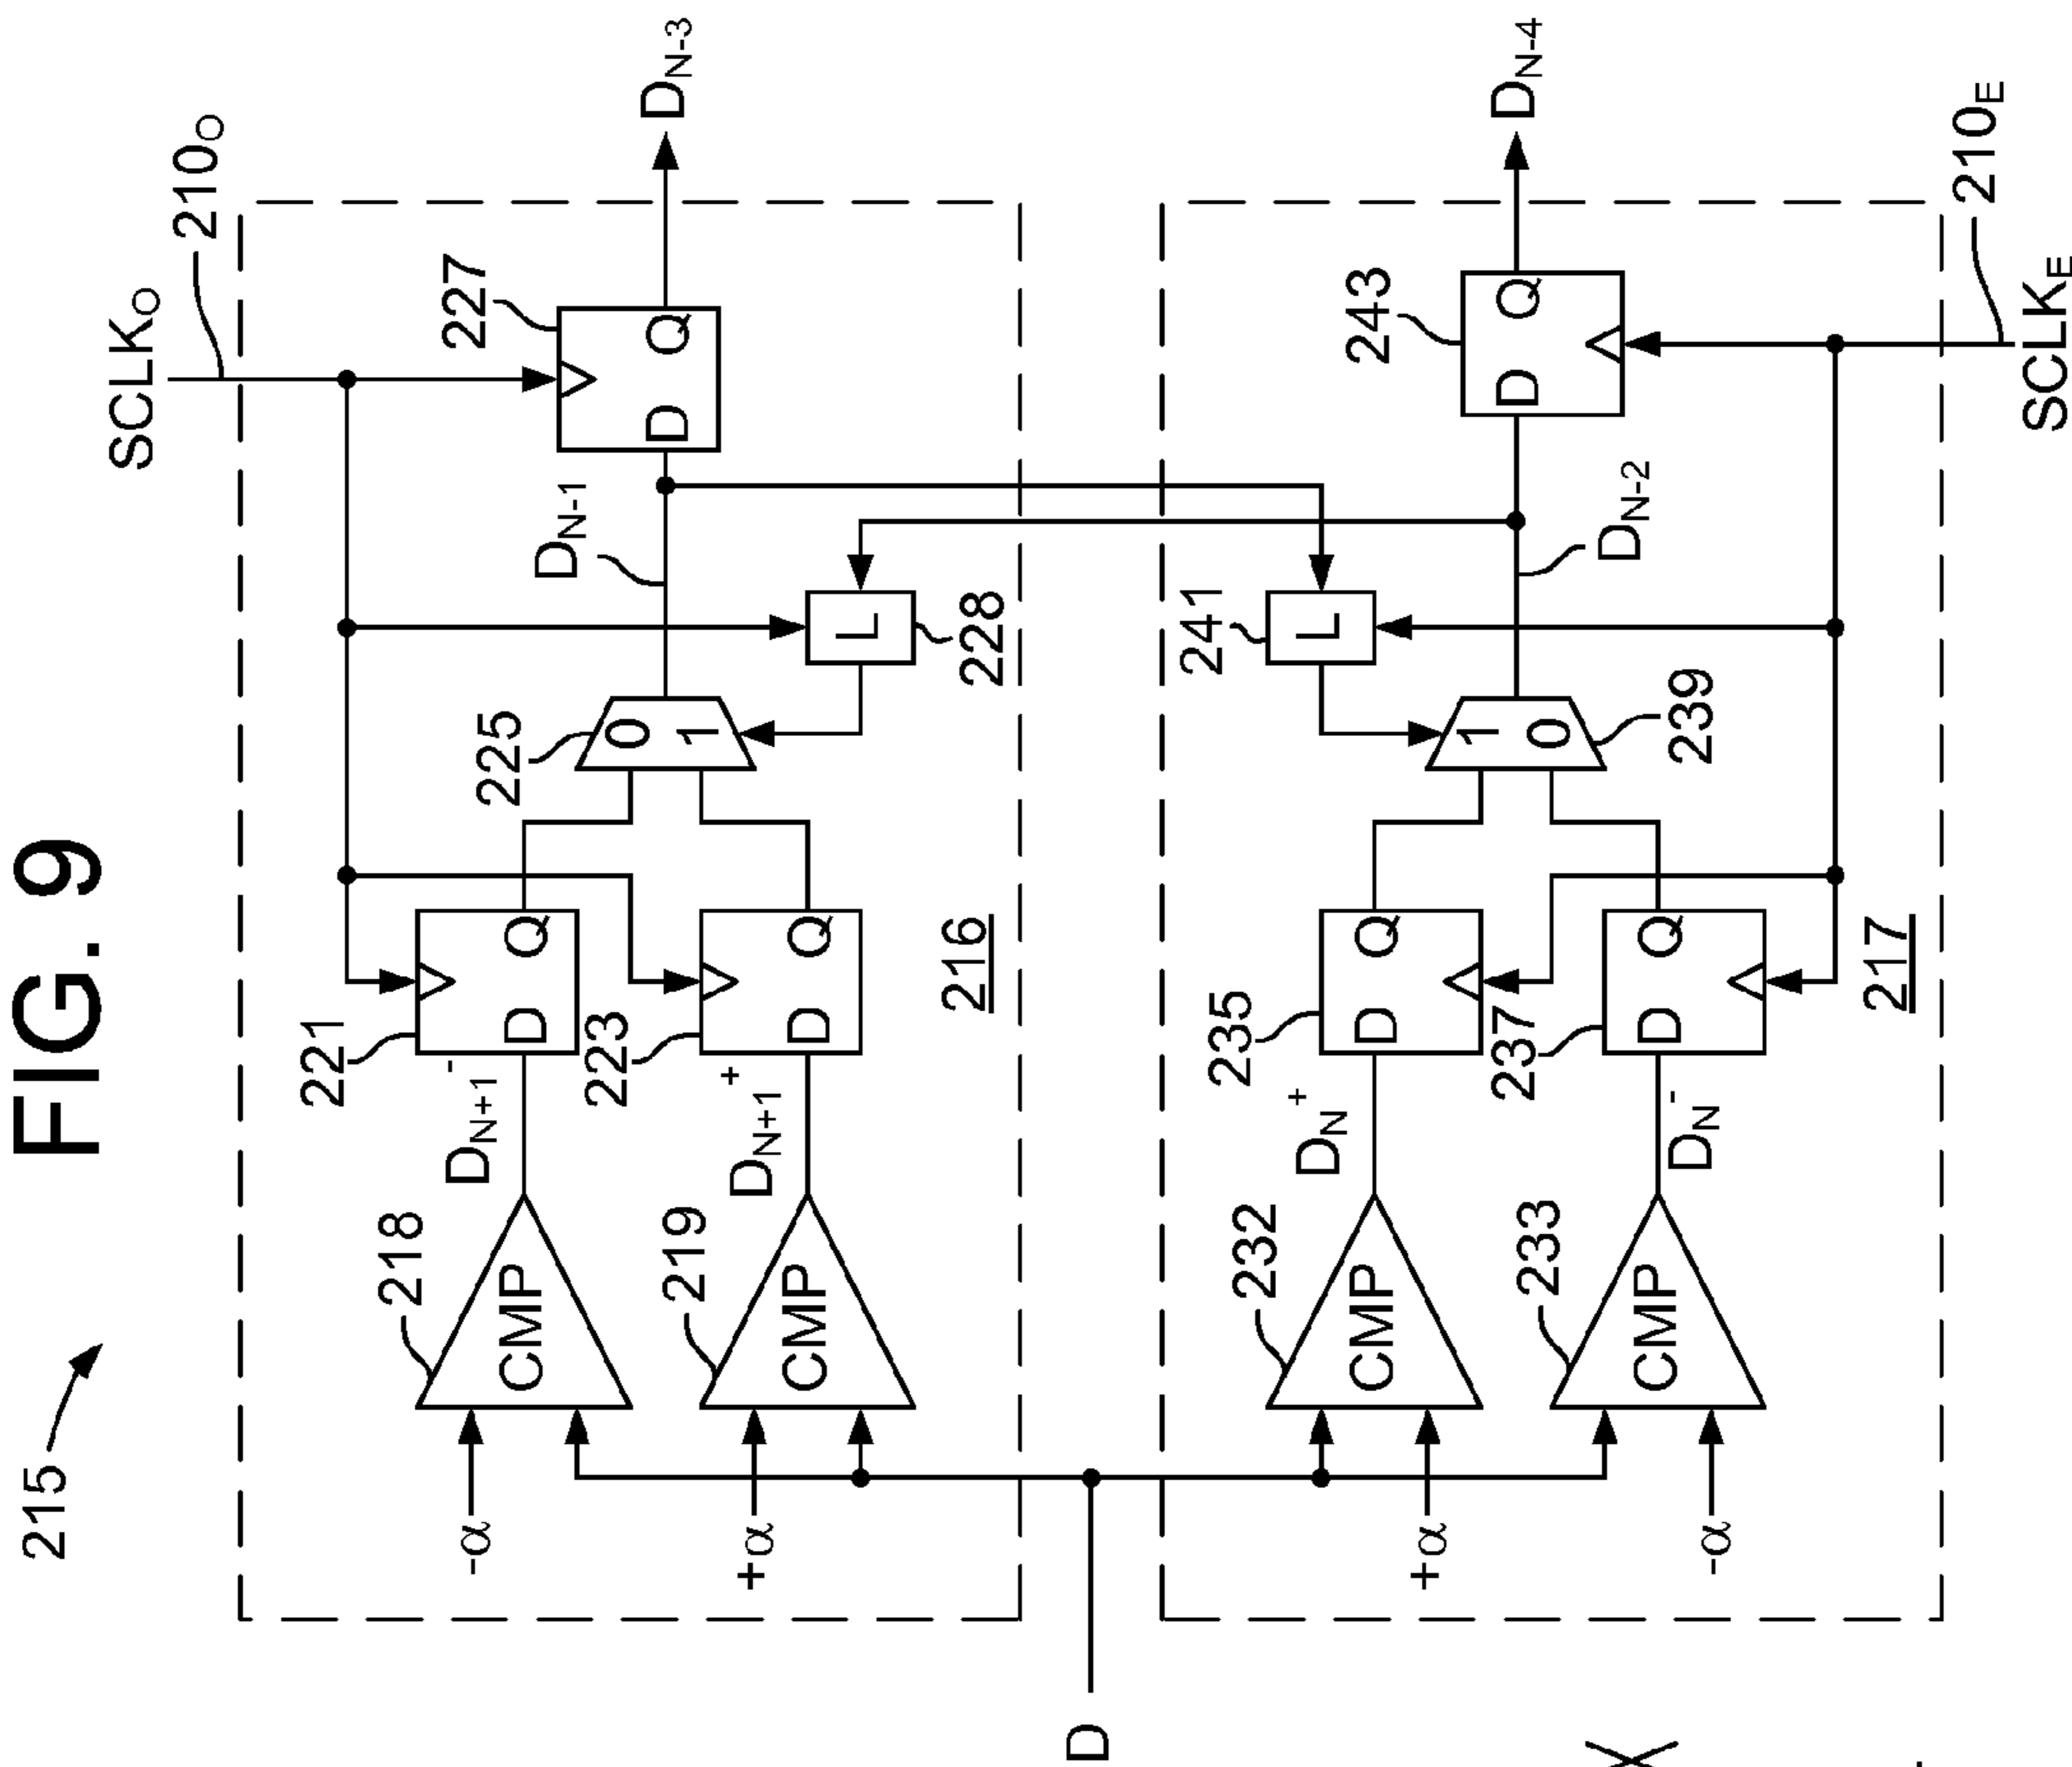 FIG. 9
215
SCLKO
210O
216
-α
218
CMP
DN+1-
221
D
Q
+α
219
CMP
DN+1+
223
D
Q
225
0
1
L
228
DN-1
227
D
Q
DN-3
D
217
+α
232
CMP
DN+
235
D
Q
-α
233
CMP
DN-
237
D
Q
1
0
239
241
L
DN-2
243
D
Q
DN-4
SCLKE
210E